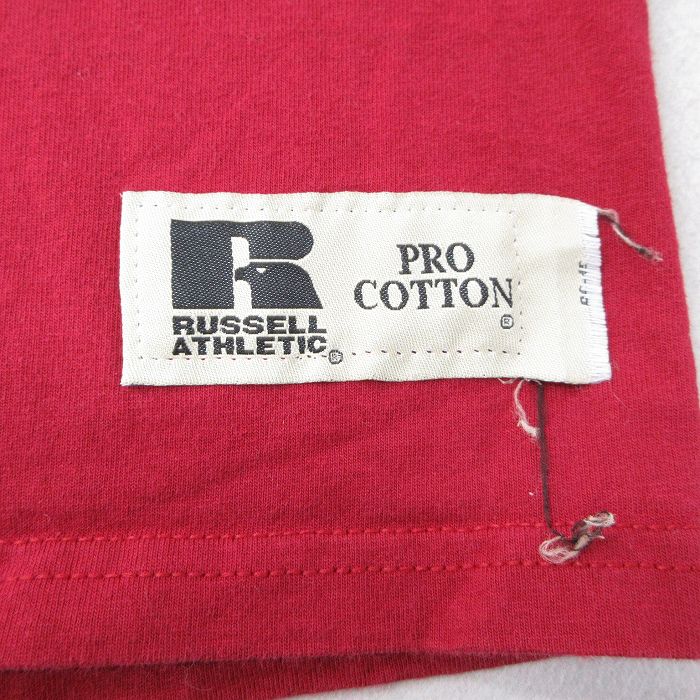 R
RUSSELL
ATHLETIC®
PRO
COTTON
®